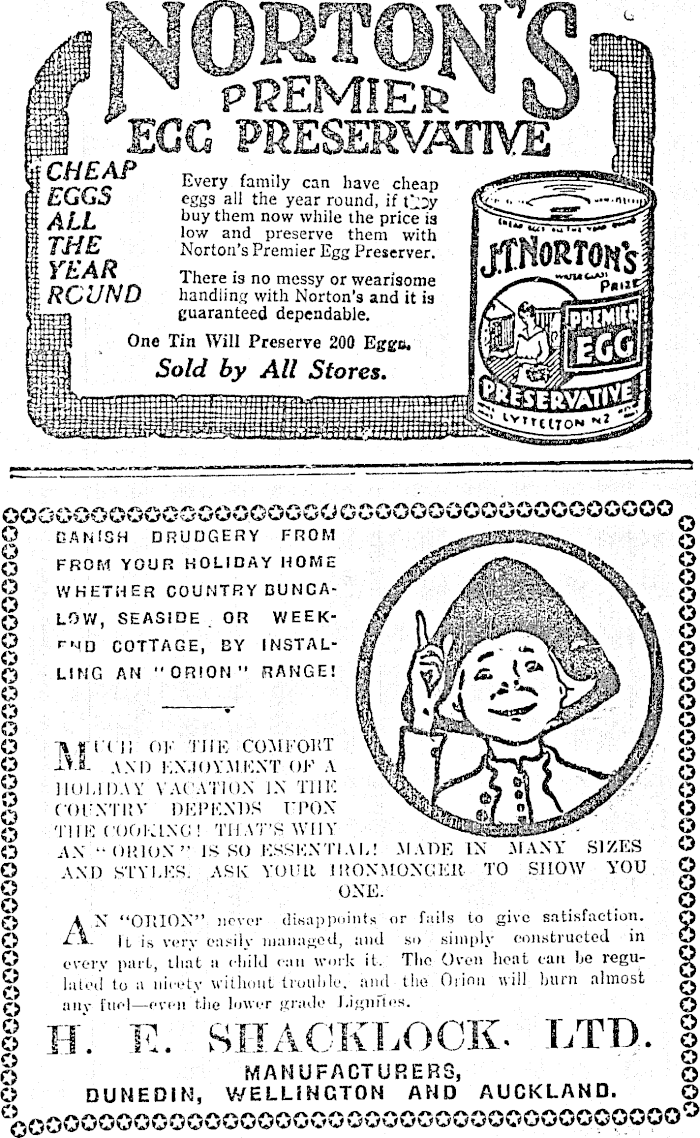 NORTON'S
PREMIER
EGG PRESERVATIVE
CHEAP
EGGS
ALL
THE
YEAR
ROUND
Every family can have cheap
eggs all the year round, if they
buy them now while the price is
low and preserve them with
Norton's Premier Egg Preserver.
There is no messy or wearisome
handling with Norton's and it is
guaranteed dependable.
One Tin Will Preserve 200 Eggs.
Sold by All Stores.
CHEAP EGGS ALL THE YEAR ROUND
J.T. NORTON'S
WATER GLASS
PRIZE
PREMIER
EGG
PRESERVATIVE
LYTTELTON NZ
BANISH DRUDGERY FROM
FROM YOUR HOLIDAY HOME
WHETHER COUNTRY BUNGA-
LOW, SEASIDE OR WEEK-
END COTTAGE, BY INSTAL-
LING AN "ORION" RANGE!
MUCH OF THE COMFORT
AND ENJOYMENT OF A
HOLIDAY VACATION IN THE
COUNTRY DEPENDS UPON
THE COOKING! THAT'S WHY
AN "ORION" IS SO ESSENTIAL! MADE IN MANY SIZES
AND STYLES. ASK YOUR IRONMONGER TO SHOW YOU
ONE.
AN "ORION" never disappoints or fails to give satisfaction.
It is very easily managed, and so simply constructed in
every part, that a child can work it. The Oven heat can be regu-
lated to a nicety without trouble, and the Orion will burn almost
any fuel—even the lower grade Lignites.
H. E. SHACKLOCK, LTD.
MANUFACTURERS,
DUNEDIN, WELLINGTON AND AUCKLAND.